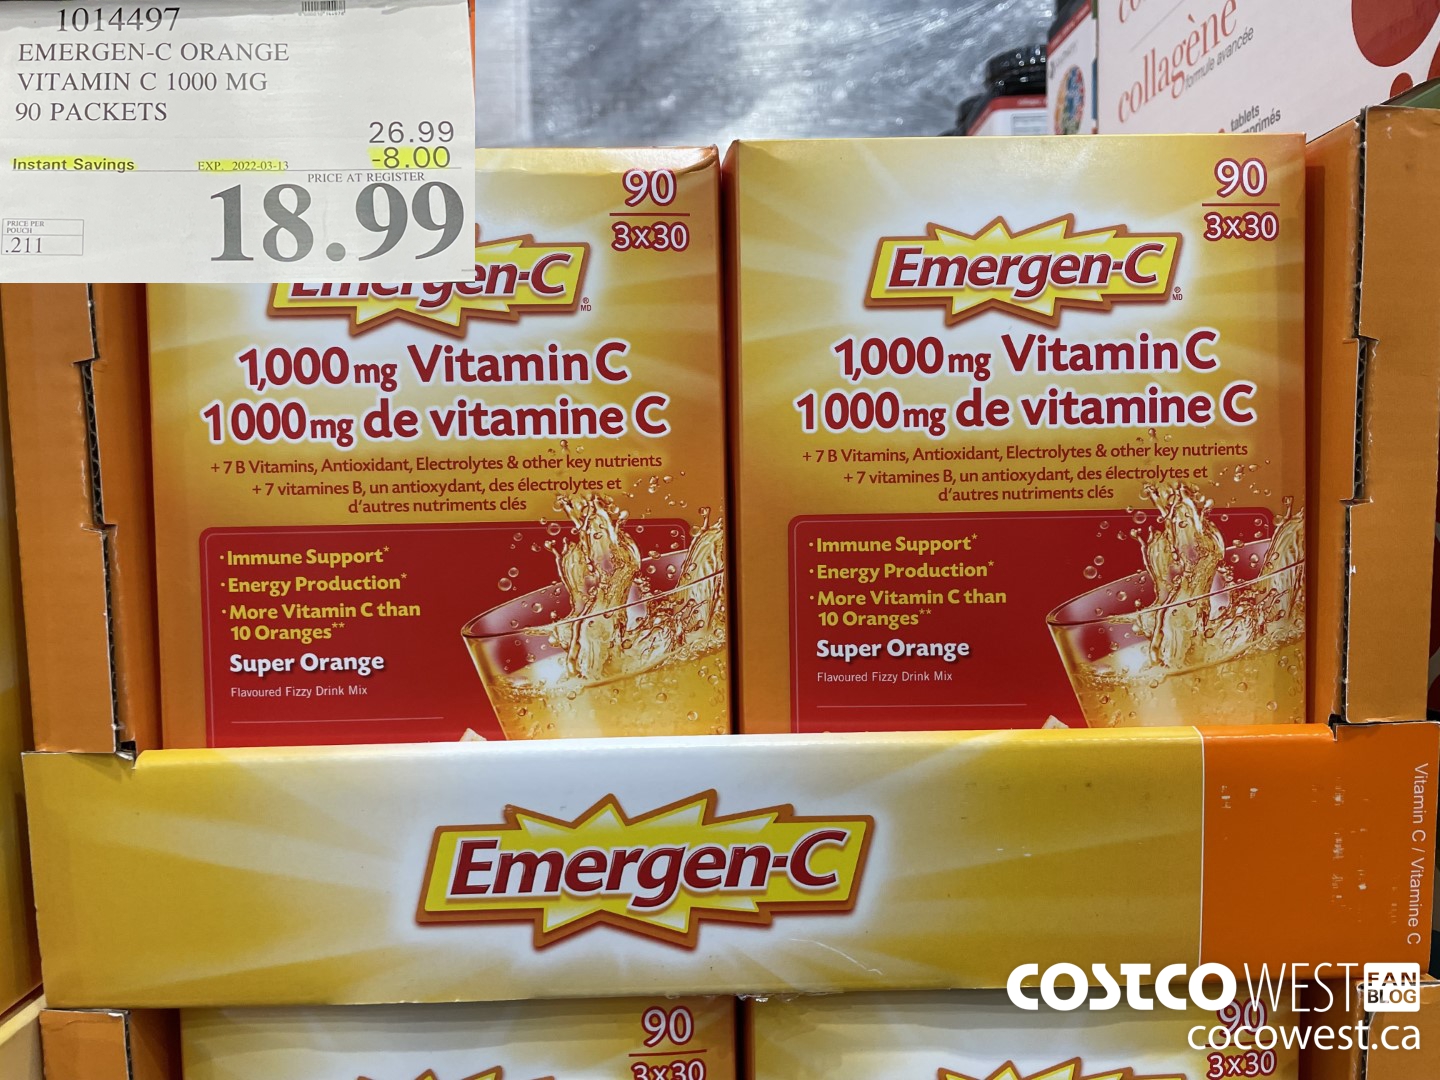 1014497
EMERGEN-C ORANGE
VITAMIN C 1000 MG
90 PACKETS
26.99
Instant Savings EXP. 2022-03-13 -8.00
PRICE AT REGISTER
18.99
PRICE PER
POUCH
.211
collagène
formule avancée
tablets
90
3x30
Emergen-C
®
MD
1,000mg Vitamin C
1000mg de vitamine C
+ 7 B Vitamins, Antioxidant, Electrolytes & other key nutrients
+ 7 vitamines B, un antioxydant, des électrolytes et
d'autres nutriments clés
· Immune Support*
· Energy Production*
· More Vitamin C than
10 Oranges**
Super Orange
Flavoured Fizzy Drink Mix
90
3x30
Emergen-C
®
MD
1,000mg Vitamin C
1000mg de vitamine C
+ 7 B Vitamins, Antioxidant, Electrolytes & other key nutrients
+ 7 vitamines B, un antioxydant, des électrolytes et
d'autres nutriments clés
· Immune Support*
· Energy Production*
· More Vitamin C than
10 Oranges**
Super Orange
Flavoured Fizzy Drink Mix
Emergen-C
Vitamin C / Vitamine C
90
3x30
90
3x30
COSTCO WEST FAN BLOG
cocowest.ca